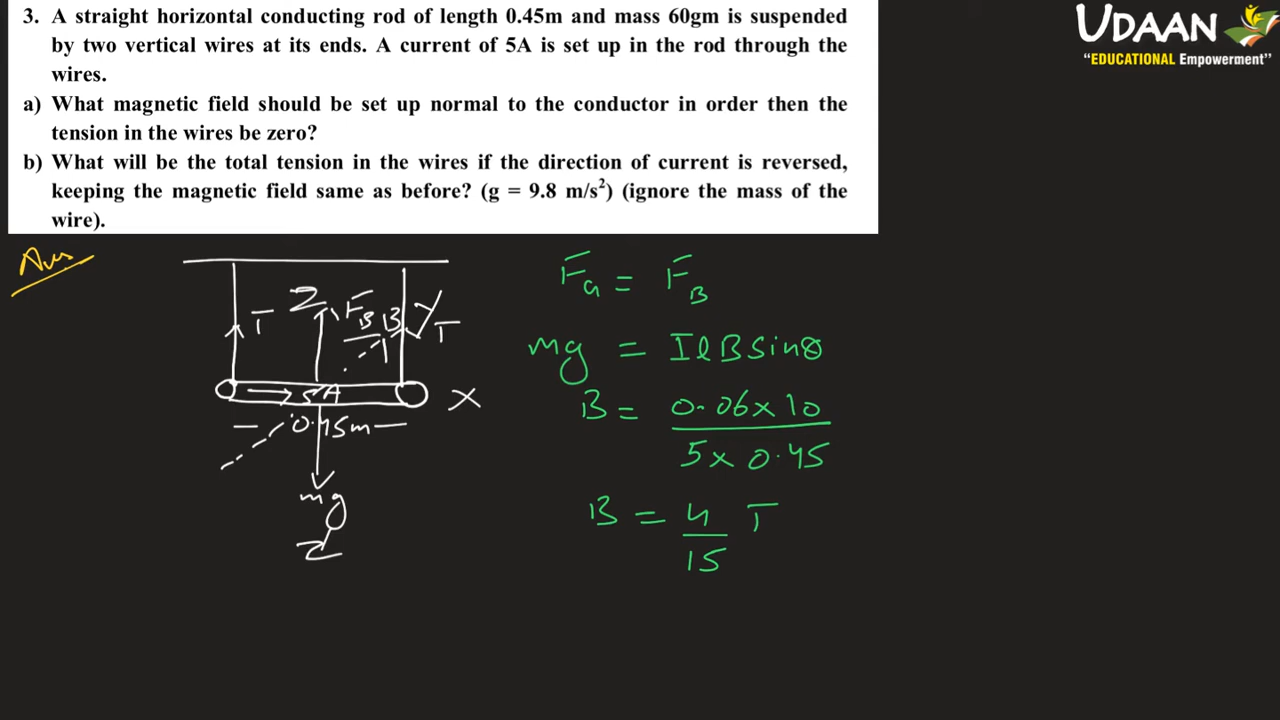 3. A straight horizontal conducting rod of length 0.45m and mass 60gm is suspended
by two vertical wires at its ends. A current of 5A is set up in the rod through the
wires.
a) What magnetic field should be set up normal to the conductor in order then the
tension in the wires be zero?
b) What will be the total tension in the wires if the direction of current is reversed,
keeping the magnetic field same as before? (g = 9.8 m/s²) (ignore the mass of the
wire).
UDAAN
"EDUCATIONAL Empowerment"
Ans
Z F_B B Y
T T
5A X
0.45m
mg
Z
F_G = F_B
mg = IlBsinθ
B = 0.06x10
5x 0.45
B = 4 T
15